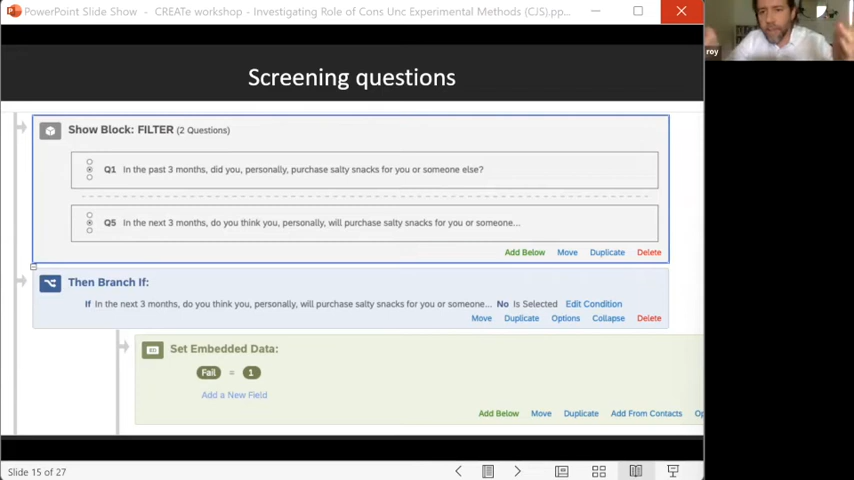 PowerPoint Slide Show - CREATe workshop - Investigating Role of Cons Unc Experimental Methods (CJS).pp...
roy
Screening questions
Show Block: FILTER (2 Questions)
Q1 In the past 3 months, did you, personally, purchase salty snacks for you or someone else?
Q5 In the next 3 months, do you think you, personally, will purchase salty snacks for you or someone...
Add Below Move Duplicate Delete
Then Branch If:
If In the next 3 months, do you think you, personally, will purchase salty snacks for you or someone... No Is Selected Edit Condition
Move Duplicate Options Collapse Delete
Set Embedded Data:
Fail = 1
Add a New Field
Add Below Move Duplicate Add From Contacts Op
Slide 15 of 27